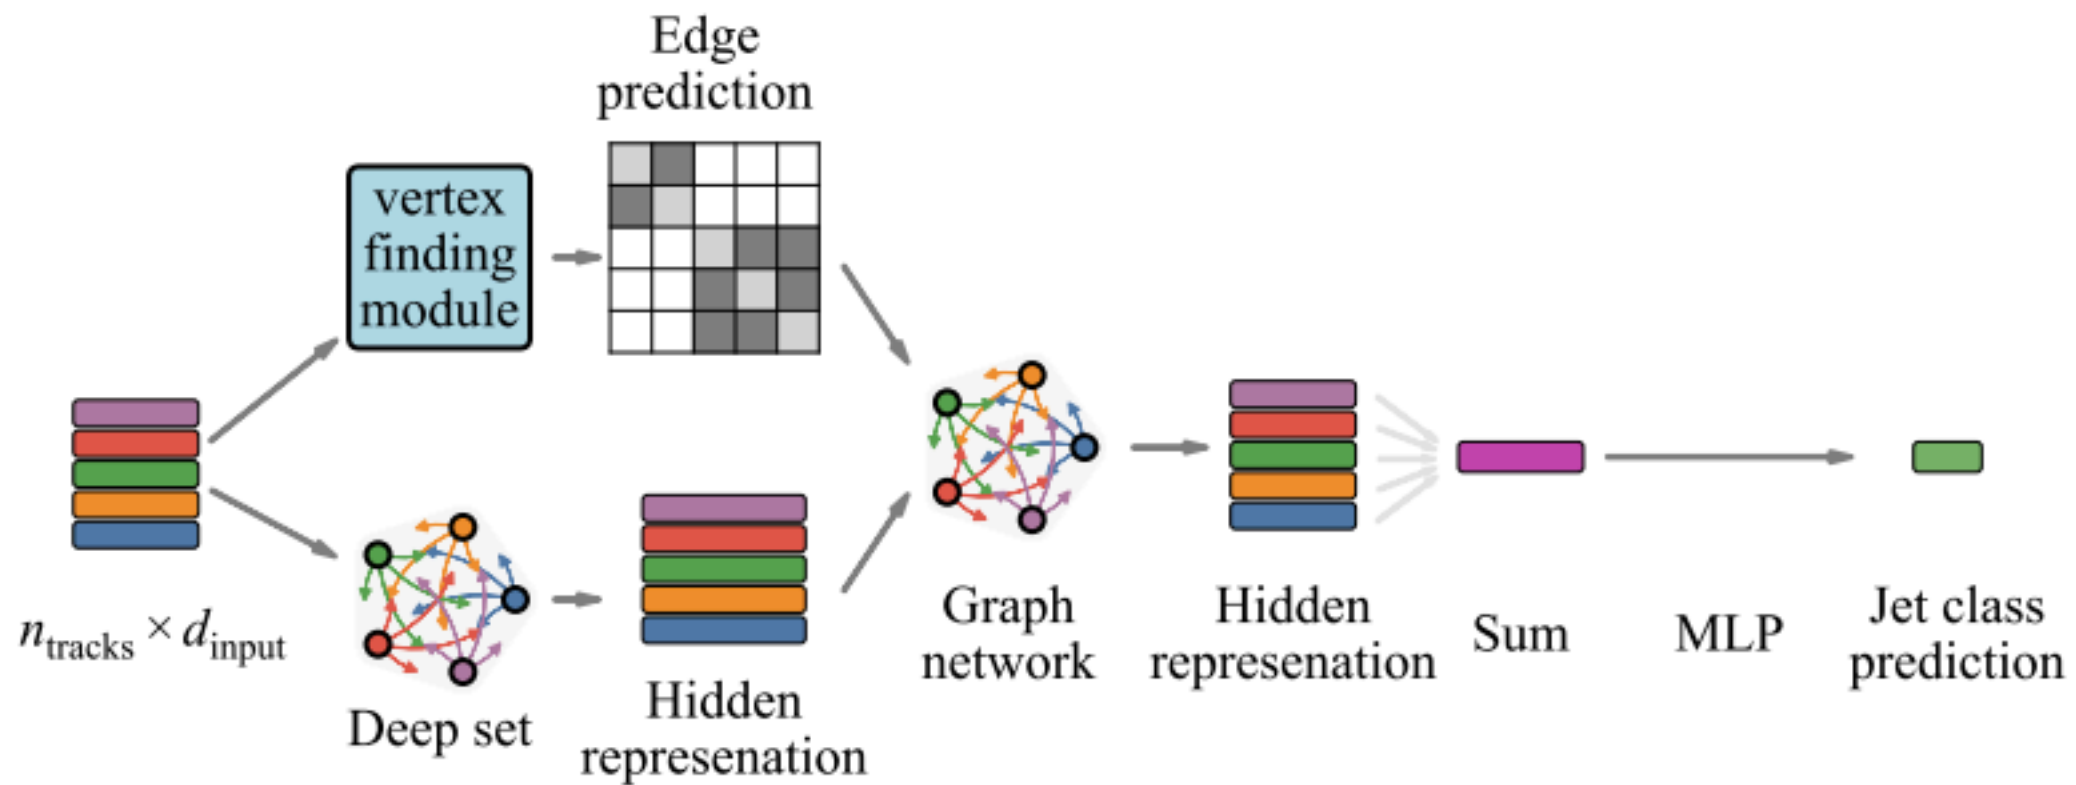 Edge
prediction
vertex
finding
module
n_tracks × d_input
Deep set
Hidden
represenation
Graph
network
Hidden
represenation
Sum
MLP
Jet class
prediction